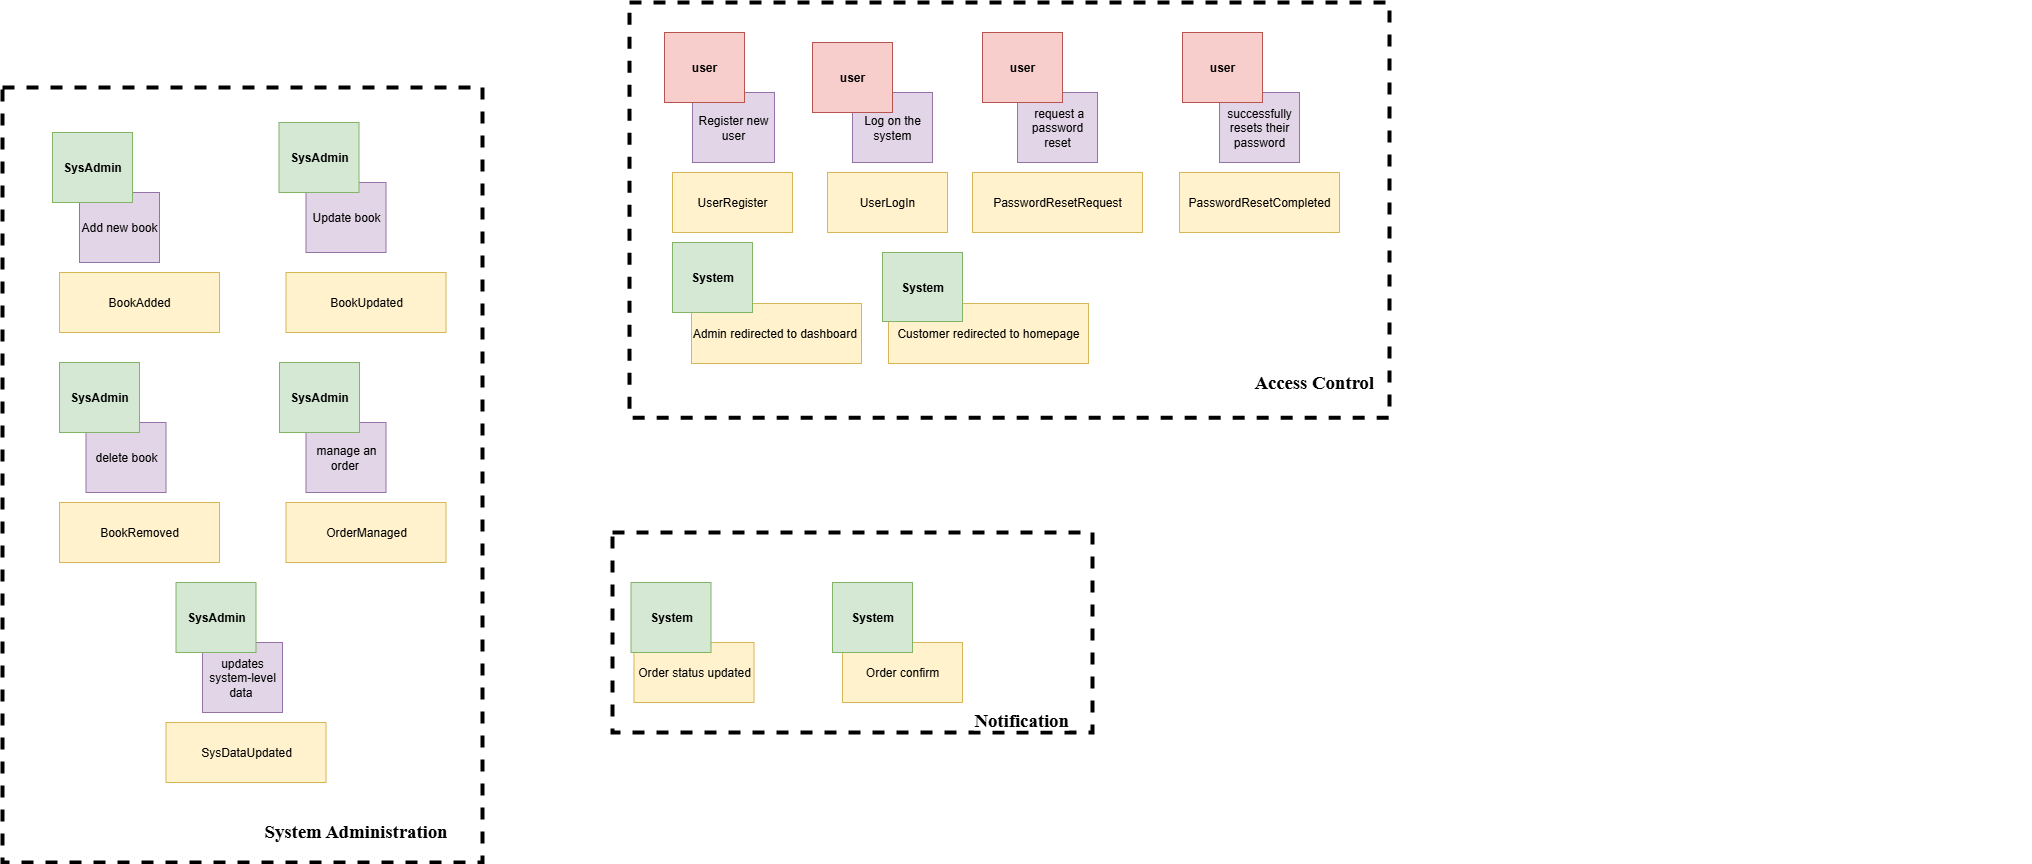 user
user
user
user
Register new
user
Log on the
system
request a
password
reset
successfully
resets their
password
UserRegister
UserLogIn
PasswordResetRequest
PasswordResetCompleted
System
System
Admin redirected to dashboard
Customer redirected to homepage
Access Control
SysAdmin
SysAdmin
Add new book
Update book
BookAdded
BookUpdated
SysAdmin
SysAdmin
delete book
manage an
order
BookRemoved
OrderManaged
SysAdmin
updates
system-level
data
SysDataUpdated
System Administration
System
System
Order status updated
Order confirm
Notification